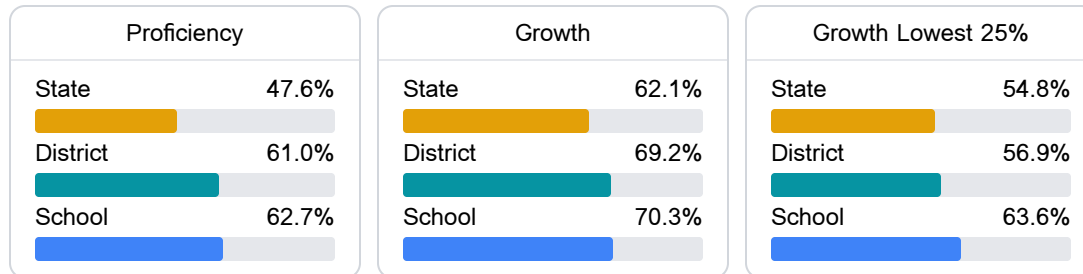 Proficiency
State 47.6%
District 61.0%
School 62.7%
Growth
State 62.1%
District 69.2%
School 70.3%
Growth Lowest 25%
State 54.8%
District 56.9%
School 63.6%